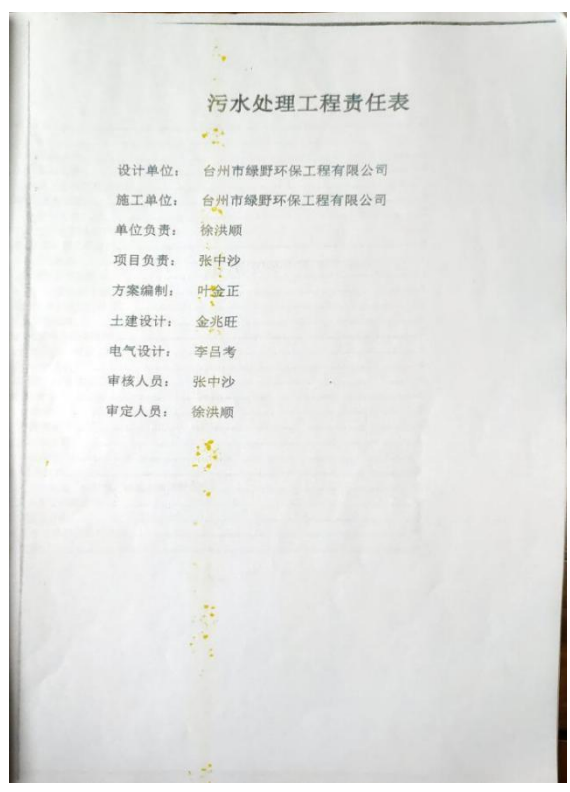 污水处理工程责任表
设计单位： 台州市绿野环保工程有限公司
施工单位： 台州市绿野环保工程有限公司
单位负责： 徐洪顺
项目负责： 张中沙
方案编制： 叶金正
土建设计： 金兆旺
电气设计： 李吕考
审核人员： 张中沙
审定人员： 徐洪顺